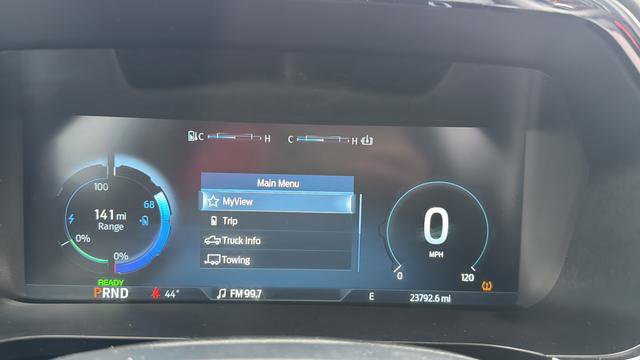 C H C H
100
68
141 mi
Range
0%
0%
Main Menu
MyView
Trip
Truck Info
Towing
0
MPH
0 120
READY
PRND 44° FM 99.7 E 23792.6 mi